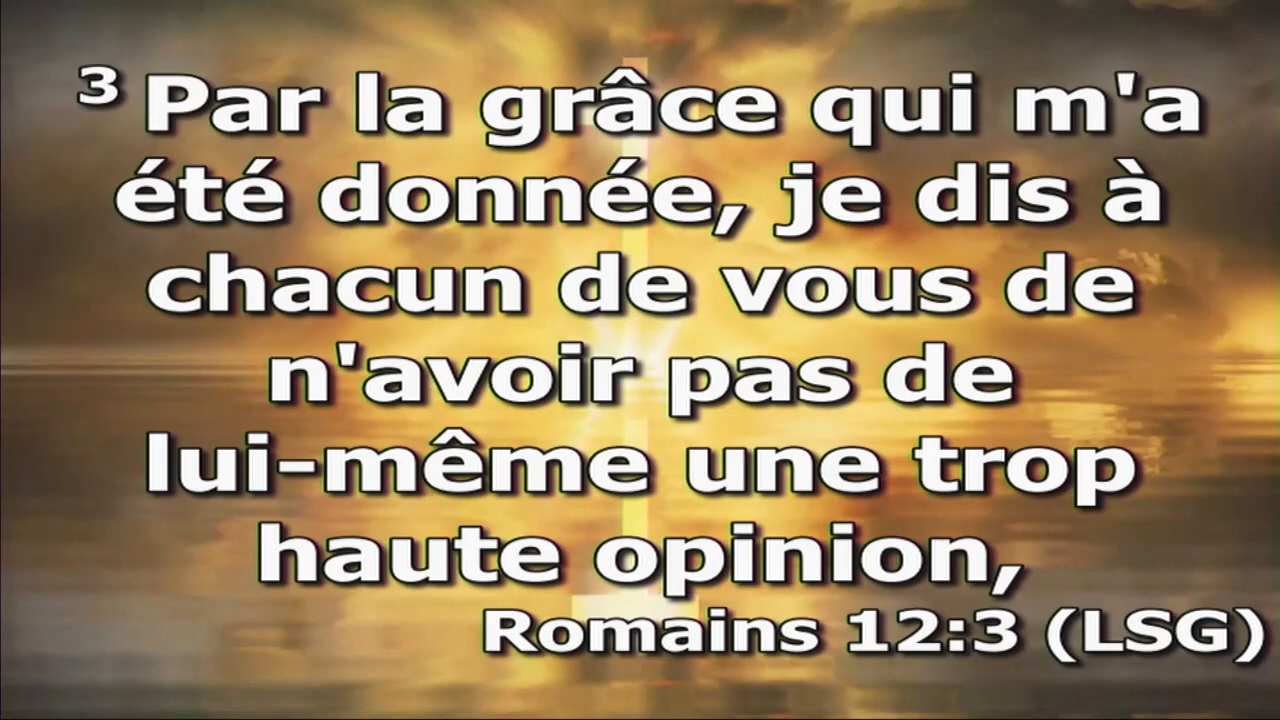 3 Par la grâce qui m'a
été donnée, je dis à
chacun de vous de
n'avoir pas de
lui-même une trop
haute opinion,
Romains 12:3 (LSG)